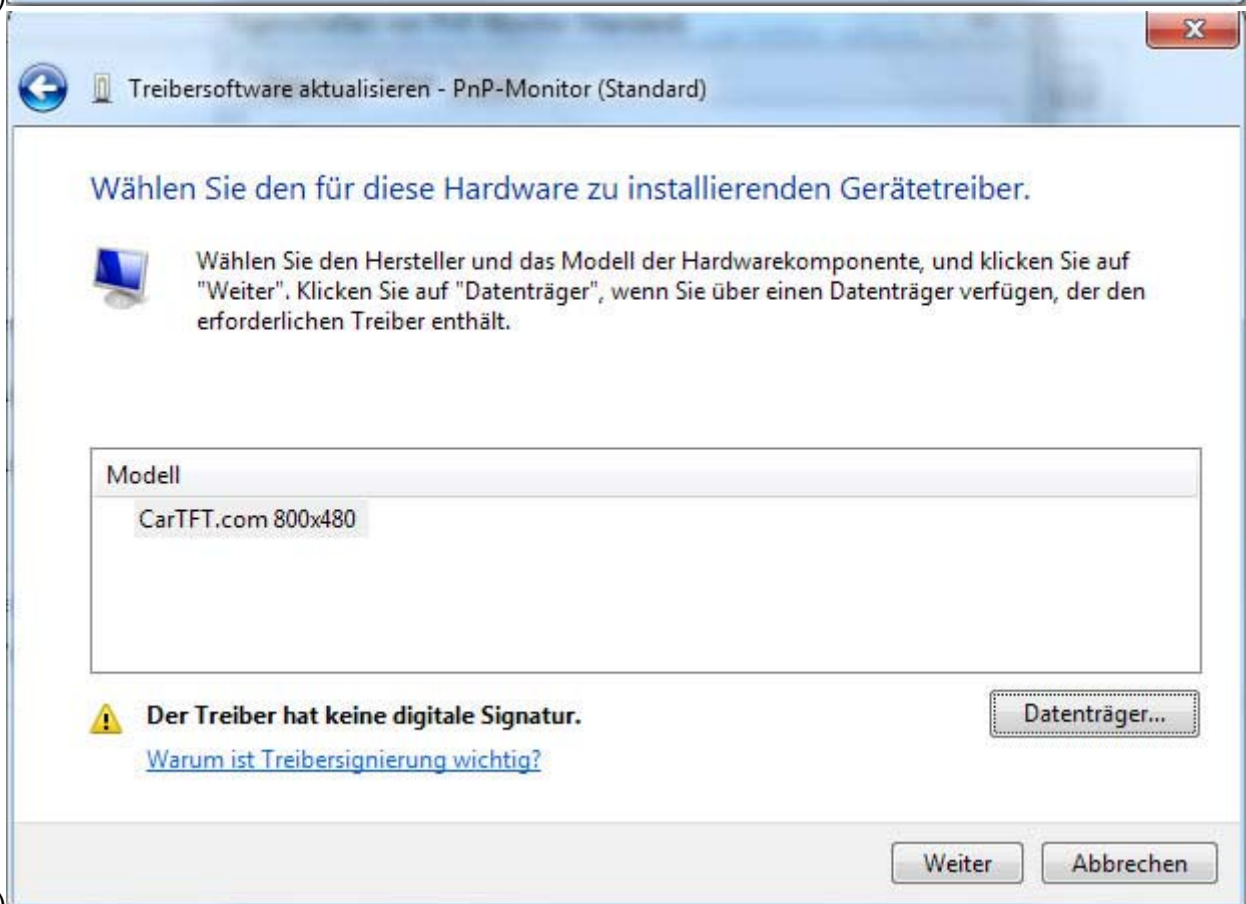 Treibersoftware aktualisieren - PnP-Monitor (Standard)
Wählen Sie den für diese Hardware zu installierenden Gerätetreiber.
Wählen Sie den Hersteller und das Modell der Hardwarekomponente, und klicken Sie auf
"Weiter". Klicken Sie auf "Datenträger", wenn Sie über einen Datenträger verfügen, der den
erforderlichen Treiber enthält.
Modell
CarTFT.com 800x480
Der Treiber hat keine digitale Signatur.
Datenträger...
Warum ist Treibersignierung wichtig?
Weiter
Abbrechen